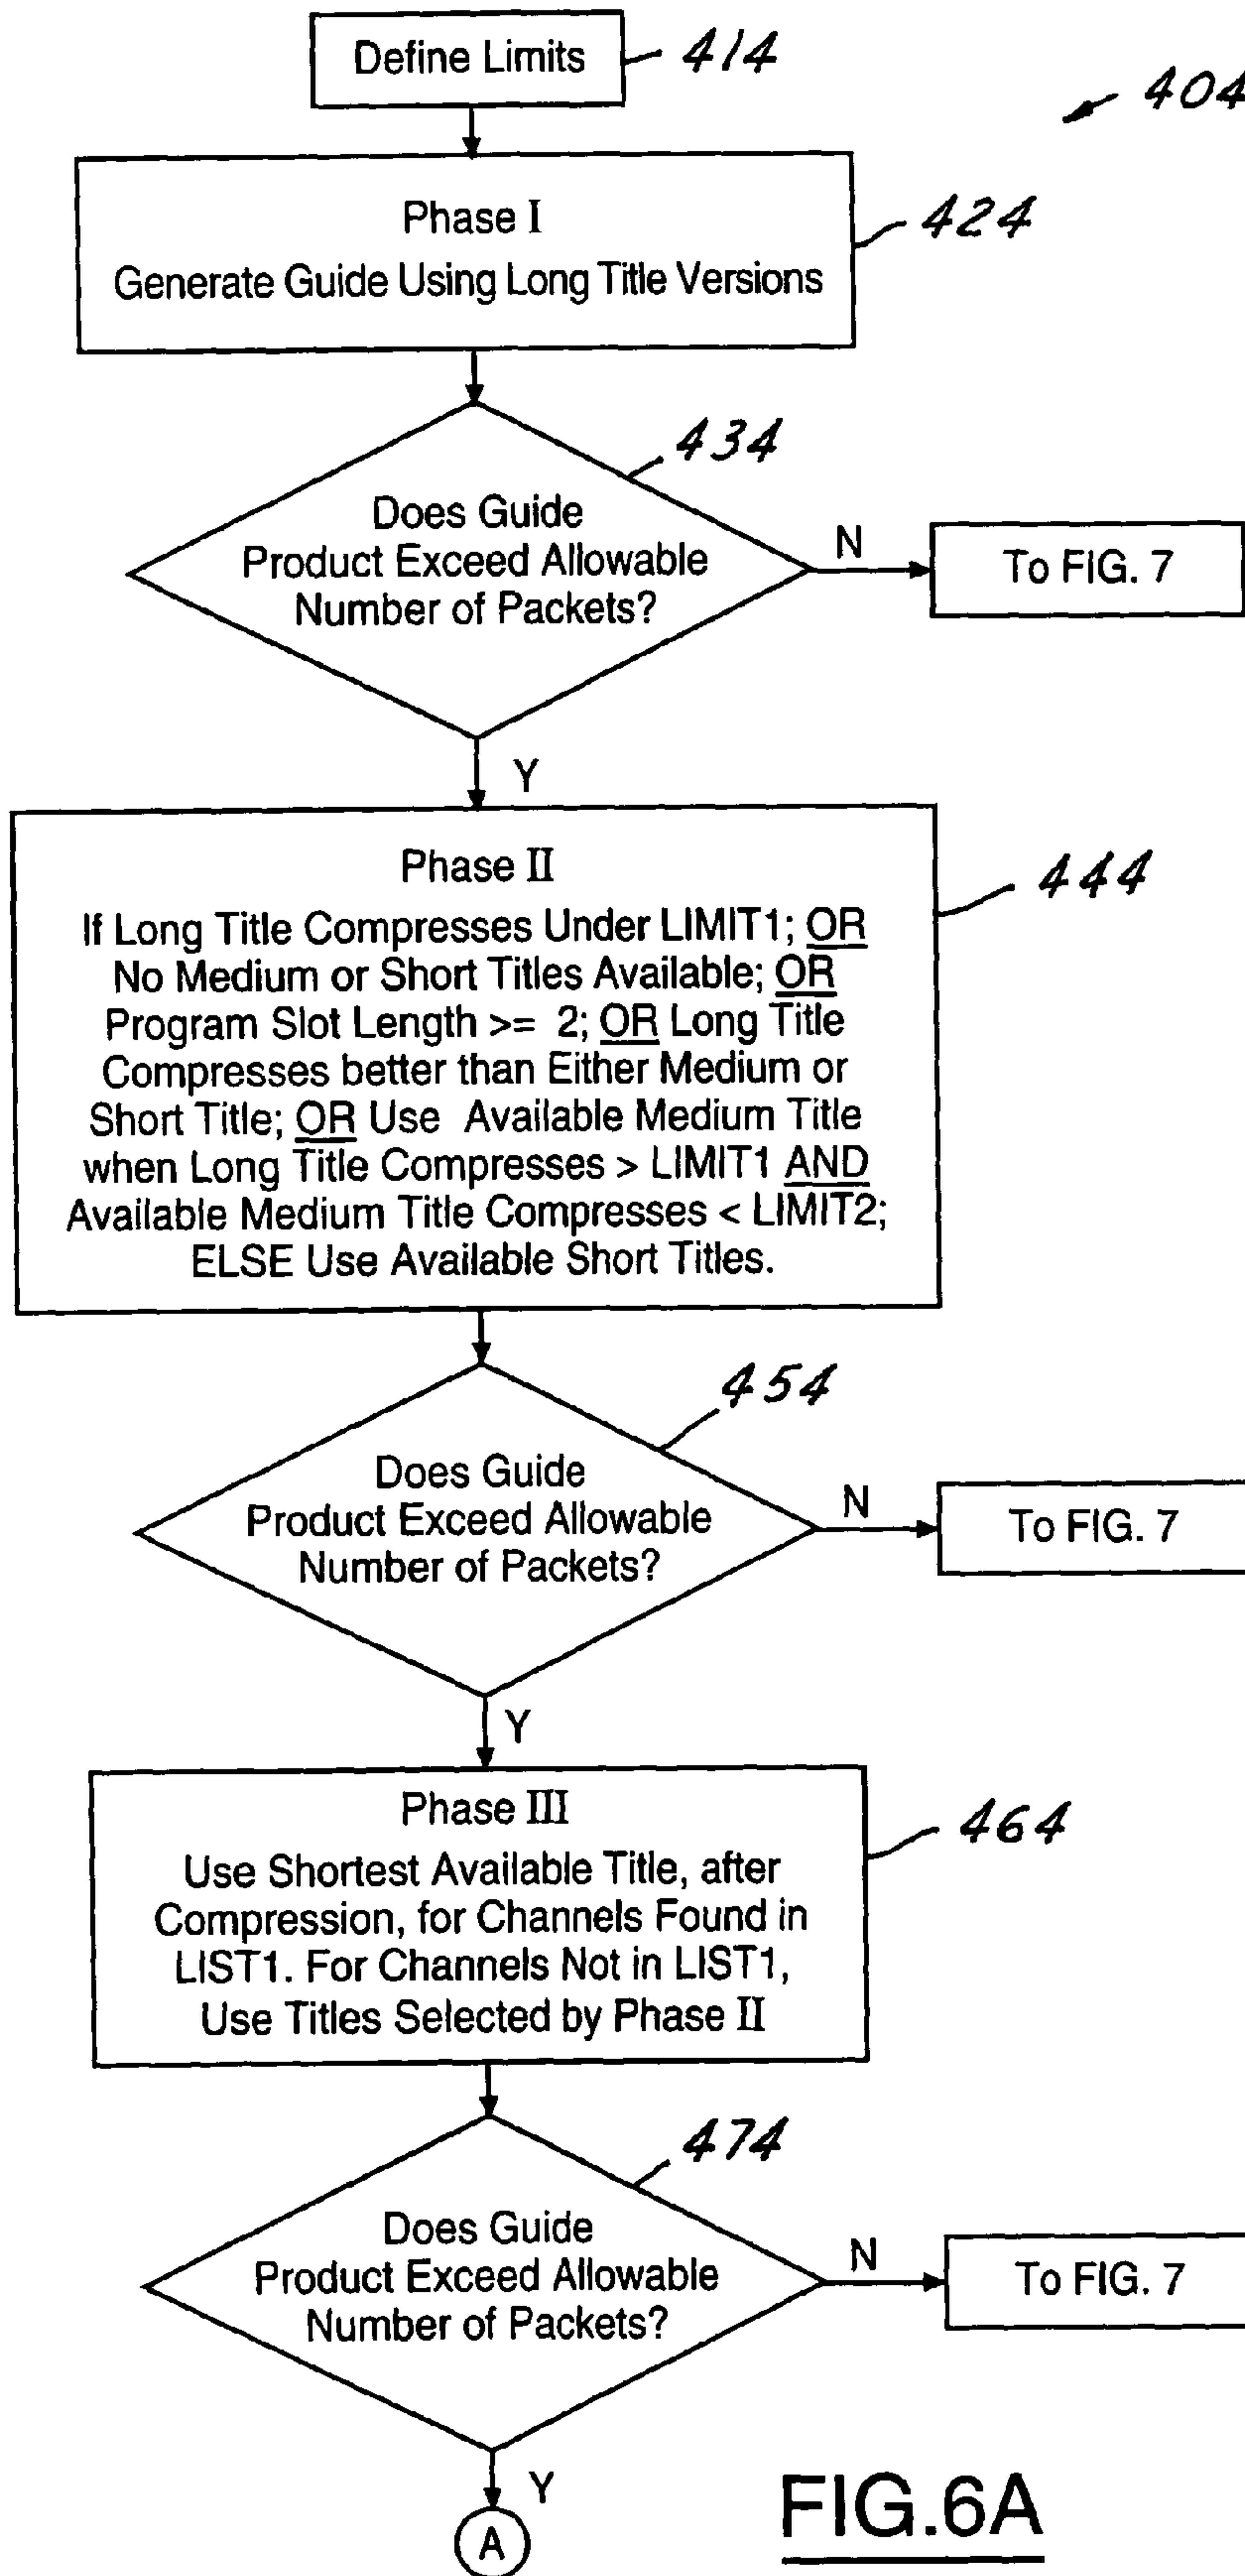 Define Limits
414
404
Phase I
Generate Guide Using Long Title Versions
424
434
Does Guide
Product Exceed Allowable
Number of Packets?
N
To FIG. 7
Y
Phase II
If Long Title Compresses Under LIMIT1; OR
No Medium or Short Titles Available; OR
Program Slot Length >= 2; OR Long Title
Compresses better than Either Medium or
Short Title; OR Use Available Medium Title
when Long Title Compresses > LIMIT1 AND
Available Medium Title Compresses < LIMIT2;
ELSE Use Available Short Titles.
444
454
Does Guide
Product Exceed Allowable
Number of Packets?
N
To FIG. 7
Y
Phase III
Use Shortest Available Title, after
Compression, for Channels Found in
LIST1. For Channels Not in LIST1,
Use Titles Selected by Phase II
464
474
Does Guide
Product Exceed Allowable
Number of Packets?
N
To FIG. 7
Y
A
FIG.6A